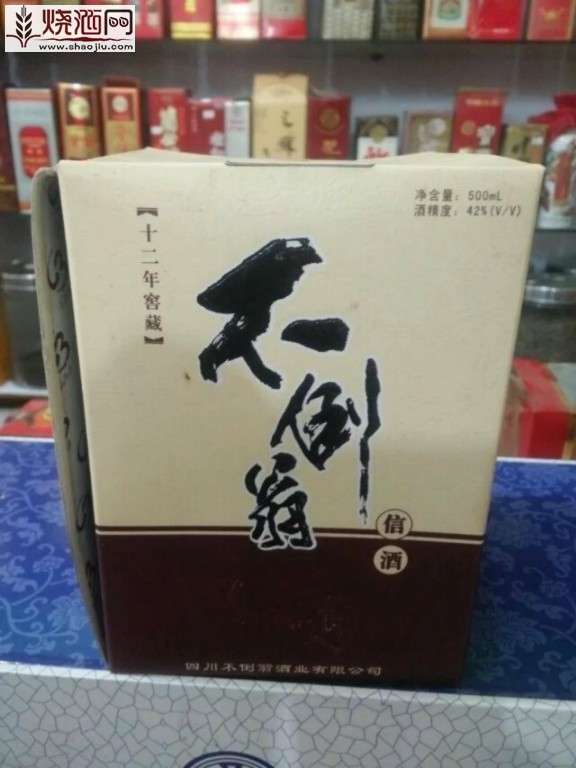 烧酒网
www.shaojiu.com
净含量：500mL
酒精度：42%(V/V)
【十二年窖藏】
不倒翁
信酒
四川不倒翁酒业有限公司